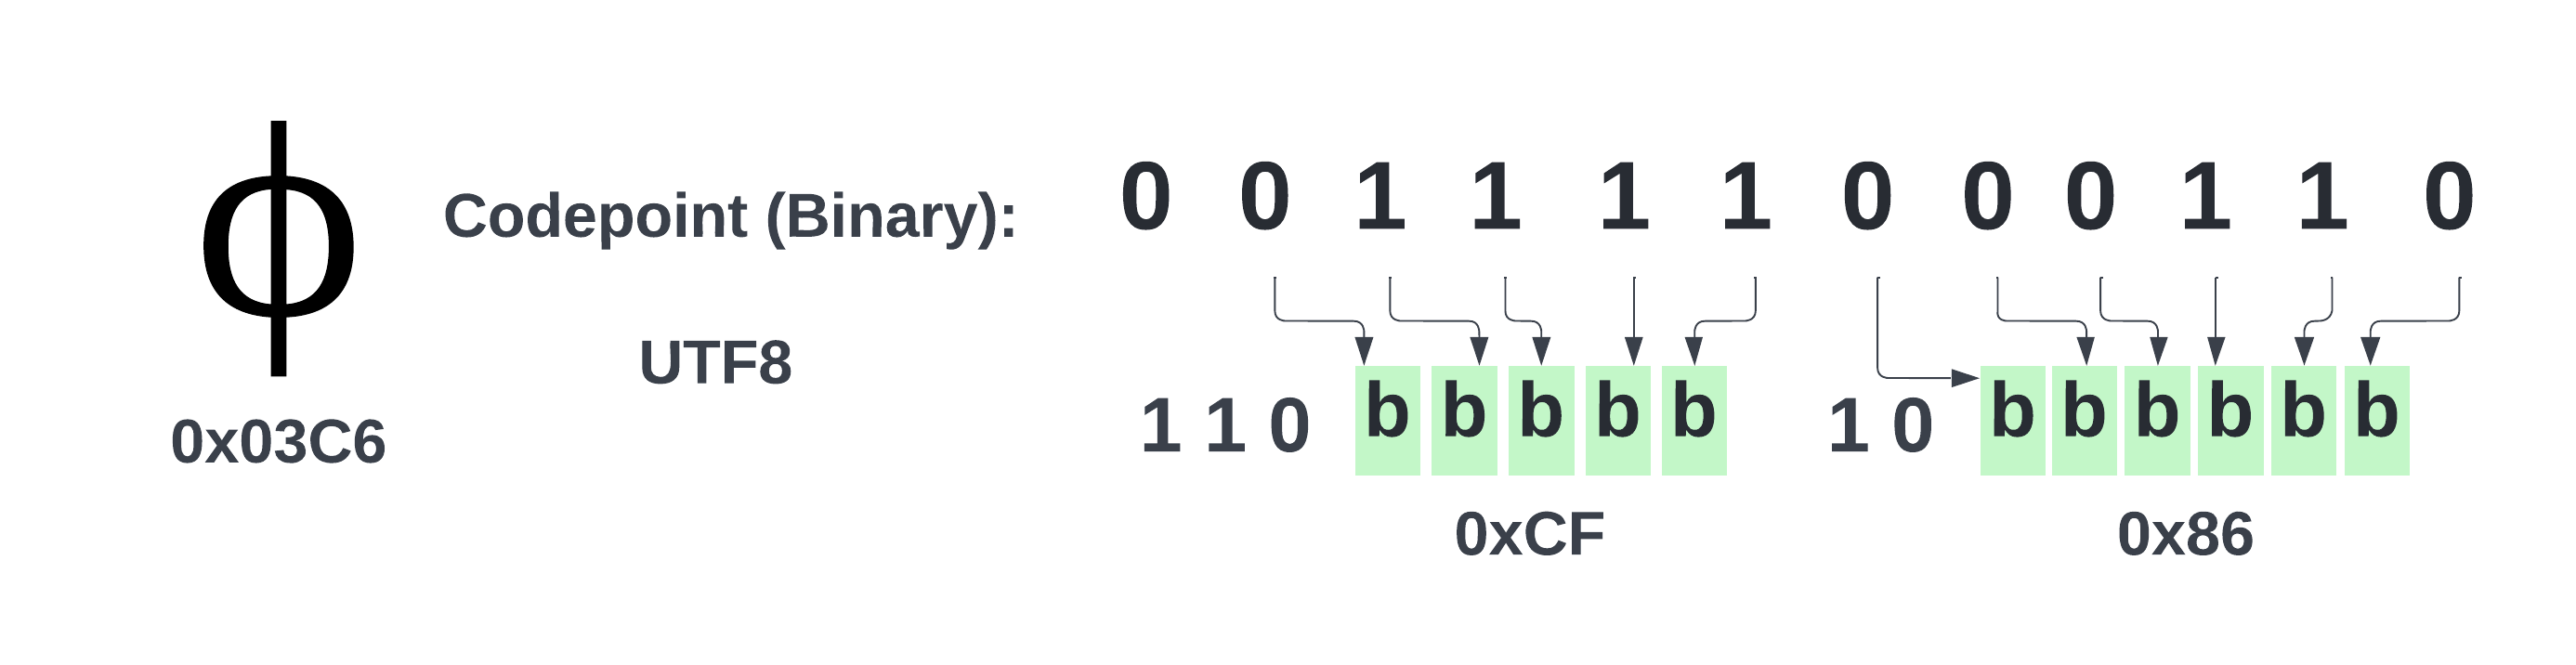 ϕ
0x03C6
Codepoint (Binary):
0 0 1 1 1 1 0 0 0 1 1 0
UTF8
1 1 0 b b b b b 1 0 b b b b b b
0xCF 0x86